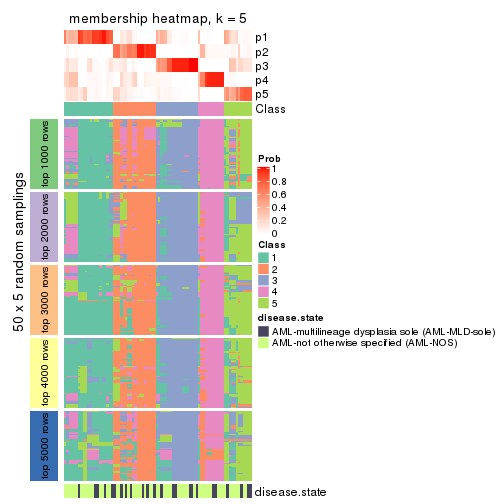 membership heatmap, k = 5
p1
p2
p3
p4
p5
Class
50 x 5 random samplings
top 1000 rows
top 2000 rows
top 3000 rows
top 4000 rows
top 5000 rows
Prob
1
0.8
0.6
0.4
0.2
0
Class
1
2
3
4
5
disease.state
AML-multilineage dysplasia sole (AML-MLD-sole)
AML-not otherwise specified (AML-NOS)
disease.state